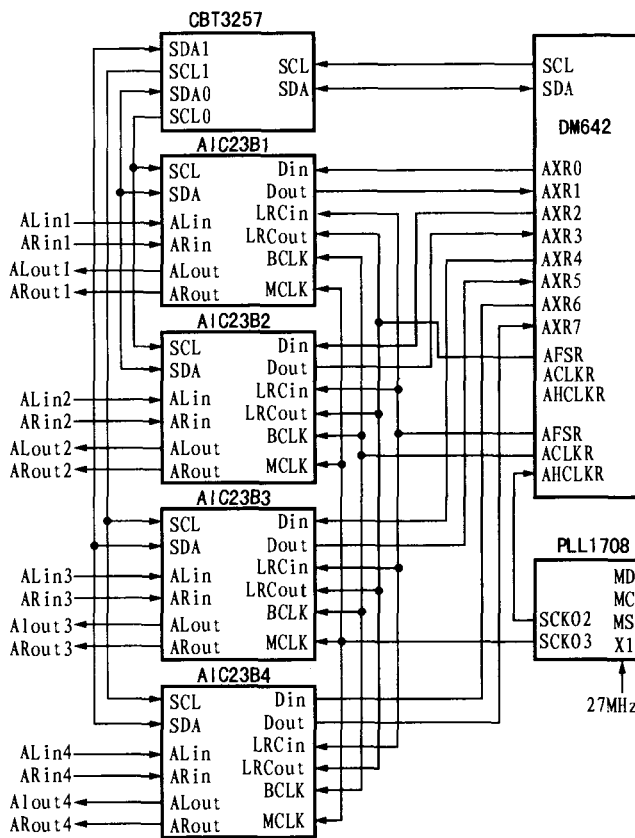 CBT3257
SDA1
SCL1
SDA0
SCL0
SCL
SDA
SCL
SDA
DM642
AXR0
AXR1
AXR2
AXR3
AXR4
AXR5
AXR6
AXR7
AFSR
ACLKR
AHCLKR
AFSR
ACLKR
AHCLKR
AIC23B1
SCL
SDA
ALin
ARin
ALout
ARout
Din
Dout
LRCin
LRCout
BCLK
MCLK
ALin1
ARin1
ALout1
ARout1
AIC23B2
SCL
SDA
ALin
ARin
ALout
ARout
Din
Dout
LRCin
LRCout
BCLK
MCLK
ALin2
ARin2
ALout2
ARout2
AIC23B3
SCL
SDA
ALin
ARin
ALout
ARout
Din
Dout
LRCin
LRCout
BCLK
MCLK
ALin3
ARin3
Alout3
ARout3
AIC23B4
SCL
SDA
ALin
ARin
ALout
ARout
Din
Dout
LRCin
LRCout
BCLK
MCLK
ALin4
ARin4
Alout4
ARout4
PLL1708
SCKO2
SCKO3
MD
MC
MS
X1
27MHz